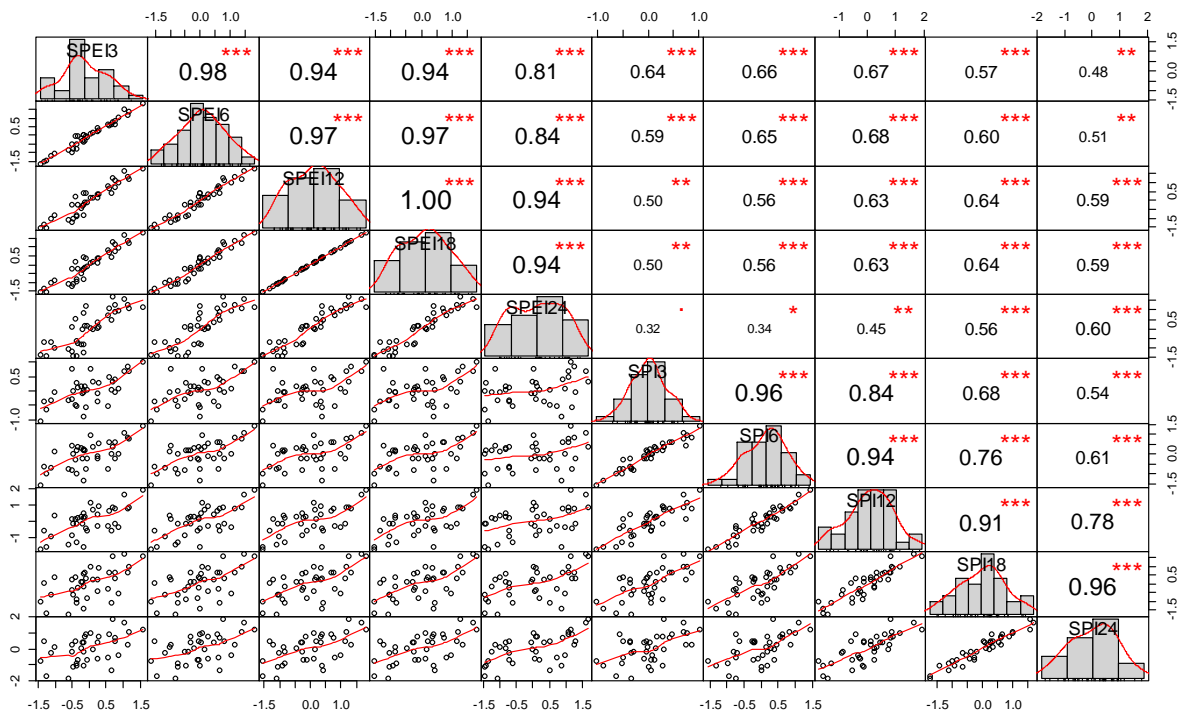 -1.5 0.0 1.0 -1.5 0.0 1.0 -1.0 0.0 1.0 -1 0 1 2 -2 -1 0 1 2
SPEI3 0.98 *** 0.94 *** 0.94 *** 0.81 *** 0.64 *** 0.66 *** 0.67 *** 0.57 *** 0.48 ** -1.5 0.0 1.5
-1.5 0.5 SPEI6 0.97 *** 0.97 *** 0.84 *** 0.59 *** 0.65 *** 0.68 *** 0.60 *** 0.51 **
SPEI12 1.00 *** 0.94 *** 0.50 ** 0.56 *** 0.63 *** 0.64 *** 0.59 *** -1.5 0.5
-1.5 0.5 SPEI18 0.94 *** 0.50 ** 0.56 *** 0.63 *** 0.64 *** 0.59 ***
SPEI24 0.32 . 0.34 * 0.45 ** 0.56 *** 0.60 *** -1.5 0.5
-1.0 0.5 SPI3 0.96 *** 0.84 *** 0.68 *** 0.54 ***
SPI6 0.94 *** 0.76 *** 0.61 *** -1.5 0.0 1.5
-1 2 SPI12 0.91 *** 0.78 ***
SPI18 0.96 *** -1.5 0.5
-2 0 2 SPI24
-1.5 -0.5 0.5 1.5 -1.5 0.0 1.0 -1.5 0.0 1.0 -1.5 -0.5 0.5 1.5 -1.5 0.0 1.0